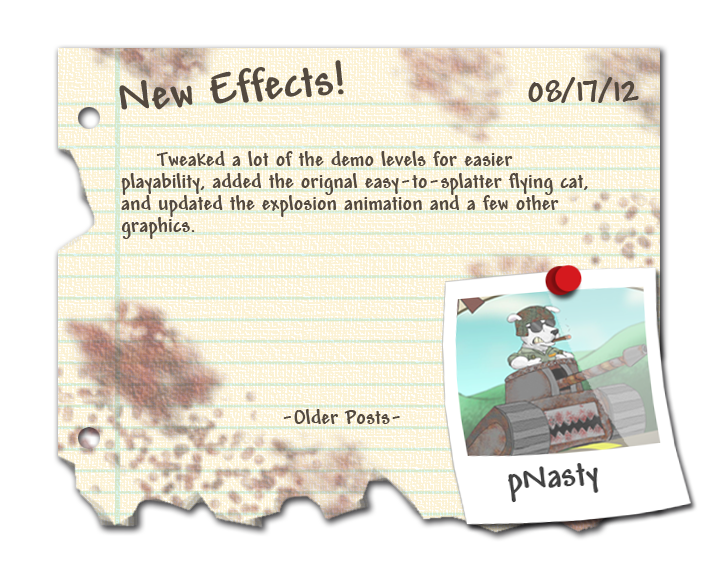 New Effects!
08/17/12
Tweaked a lot of the demo levels for easier
playability, added the orignal easy-to-splatter flying cat,
and updated the explosion animation and a few other
graphics.
-Older Posts-
pNasty